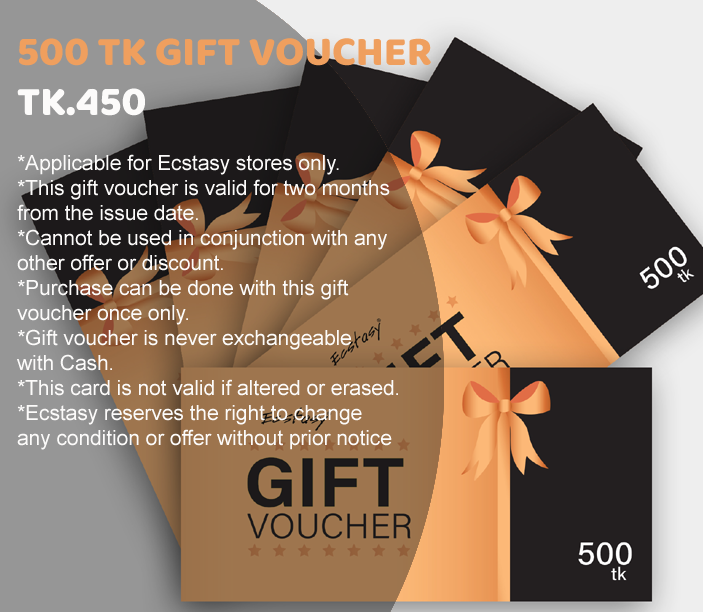 500 TK GIFT VOUCHER
TK.450
*Applicable for Ecstasy stores only.
*This gift voucher is valid for two months
from the issue date.
*Cannot be used in conjunction with any
other offer or discount.
*Purchase can be done with this gift
voucher once only.
*Gift voucher is never exchangeable
with Cash.
*This card is not valid if altered or erased.
*Ecstasy reserves the right to change
any condition or offer without prior notice
500
tk
Ecstasy
Ecstasy
GIFT
VOUCHER
500
tk